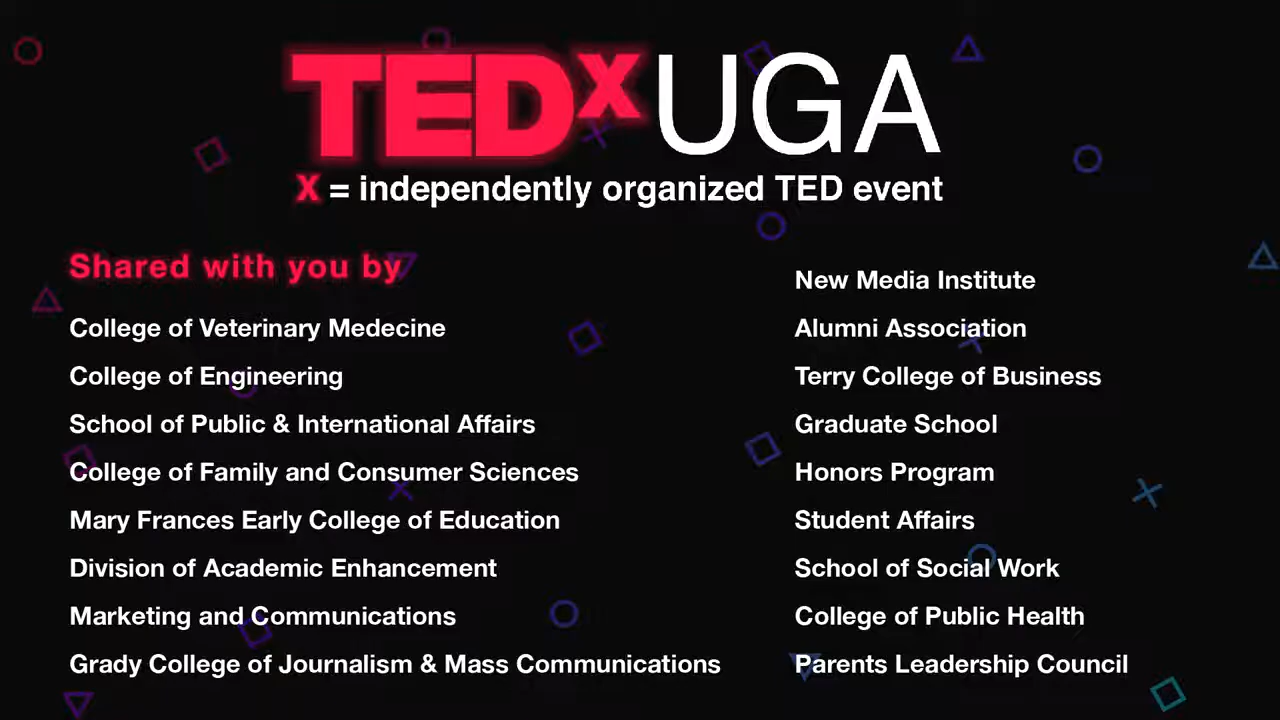 TEDxUGA
X = independently organized TED event
Shared with you by
College of Veterinary Medecine
College of Engineering
School of Public & International Affairs
College of Family and Consumer Sciences
Mary Frances Early College of Education
Division of Academic Enhancement
Marketing and Communications
Grady College of Journalism & Mass Communications
New Media Institute
Alumni Association
Terry College of Business
Graduate School
Honors Program
Student Affairs
School of Social Work
College of Public Health
Parents Leadership Council